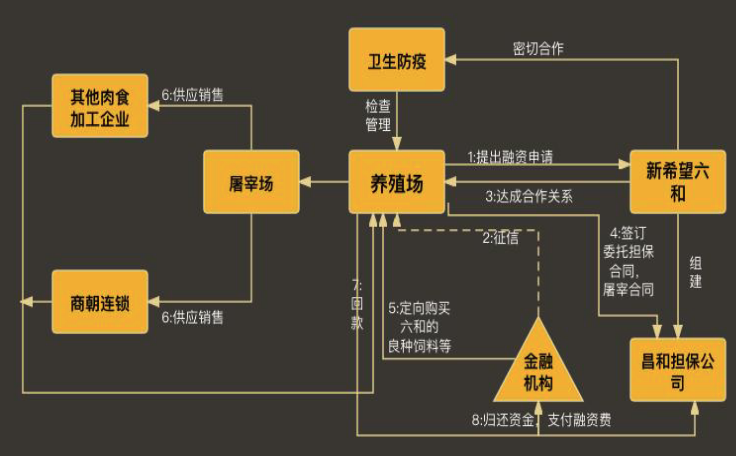 卫生防疫
密切合作
其他肉食
加工企业
6:供应销售
检查
管理
1:提出融资申请
屠宰场
养殖场
新希望六
和
3:达成合作关系
2:征信
4:签订
委托担保
合同,
屠宰合同
组
建
商朝连锁
6:供应销售
7:
回
款
5:定向购买
六和的
良种饲料等
金融
机构
昌和担保公
司
8:归还资金，支付融资费